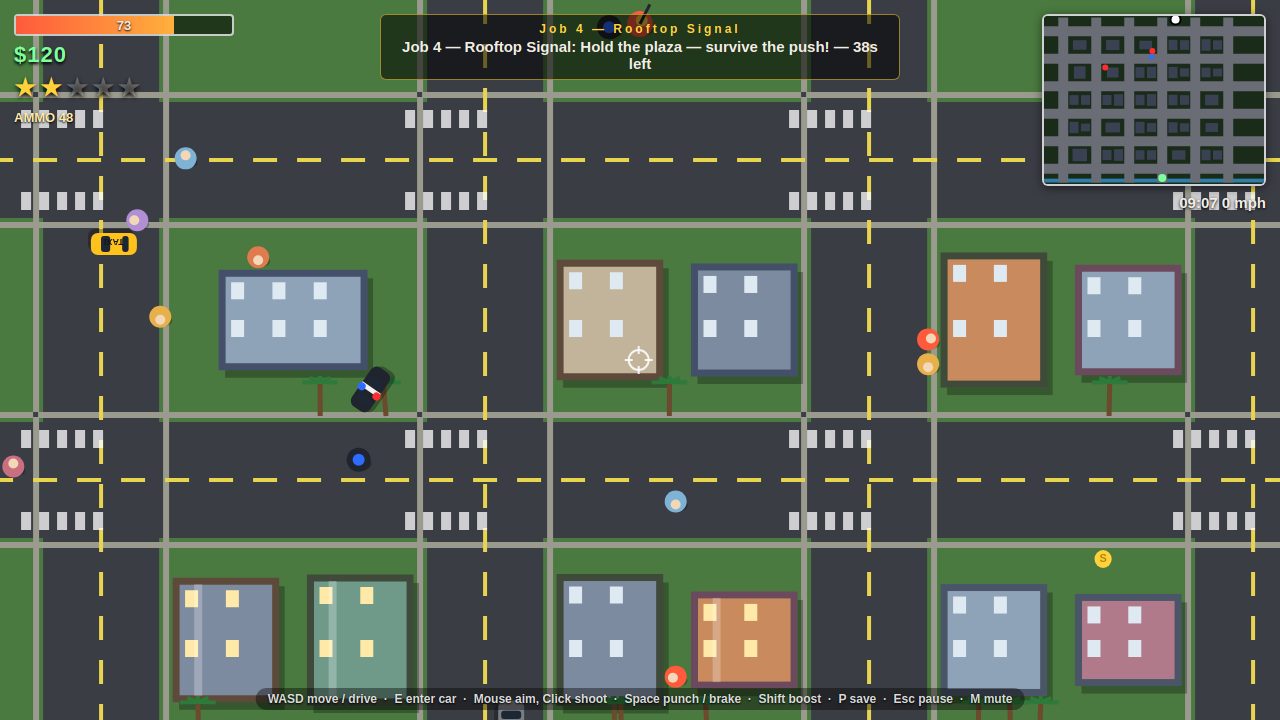 73
$120
AMMO 48
Job 4 — Rooftop Signal
Job 4 — Rooftop Signal: Hold the plaza — survive the push! — 38s
left
09:07 0 mph
TAXI
S
WASD move / drive · E enter car · Mouse aim, Click shoot · Space punch / brake · Shift boost · P save · Esc pause · M mute